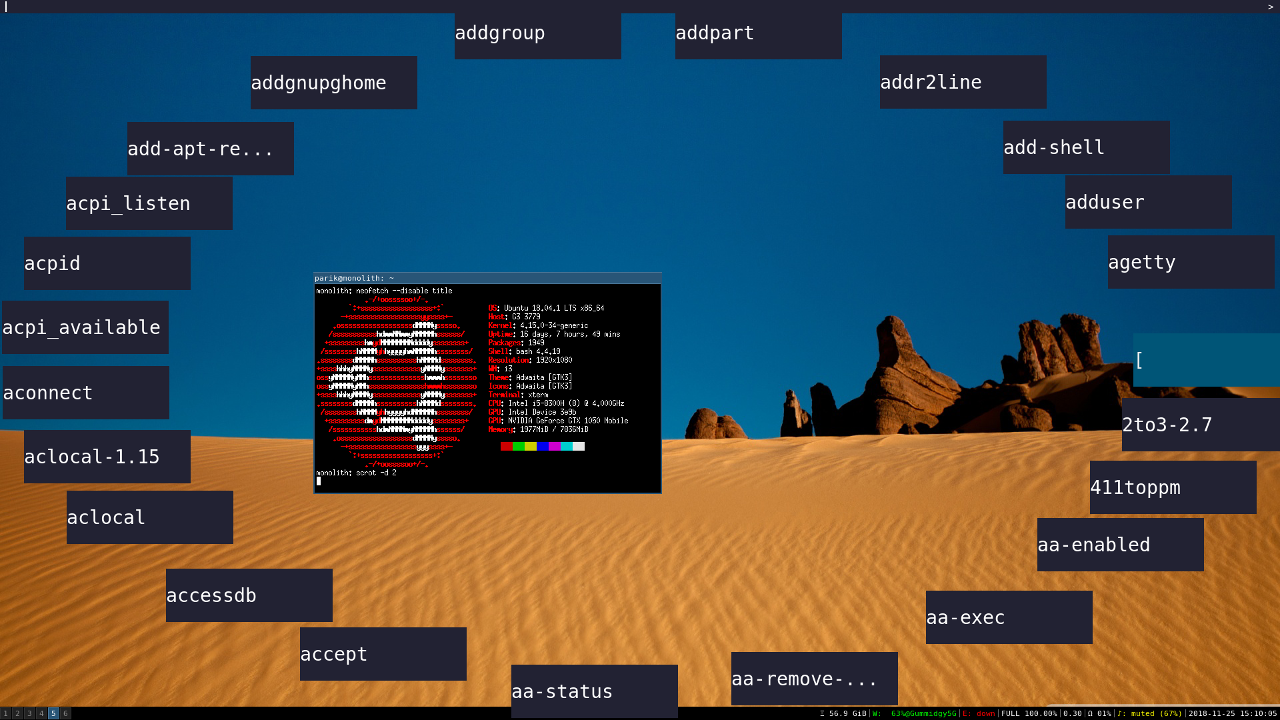 >
addgroup
addpart
addgnupghome
addr2line
add-apt-re...
add-shell
acpi_listen
adduser
acpid
agetty
acpi_available
[
aconnect
2to3-2.7
aclocal-1.15
411toppm
aclocal
aa-enabled
accessdb
aa-exec
accept
aa-remove-...
aa-status
parik@monolith: ~
monolith: neofetch --disable title
OS: Ubuntu 18.04.1 LTS x86_64
Host: G3 3779
Kernel: 4.15.0-34-generic
Uptime: 16 days, 7 hours, 49 mins
Packages: 1949
Shell: bash 4.4.19
Resolution: 1920x1080
WM: i3
Theme: Adwaita [GTK3]
Icons: Adwaita [GTK3]
Terminal: xterm
CPU: Intel i5-8300H (8) @ 4.000GHz
GPU: Intel Device 3e9b
GPU: NVIDIA GeForce GTX 1050 Mobile
Memory: 1977MiB / 7836MiB
monolith: scrot -d 2
1 2 3 4 5 6
56.9 GiB|W: 63%@Gummidgy5G|E: down|FULL 100.00%|0.30|Ω 01%|♪: muted (67%)|2018-11-25 15:10:05